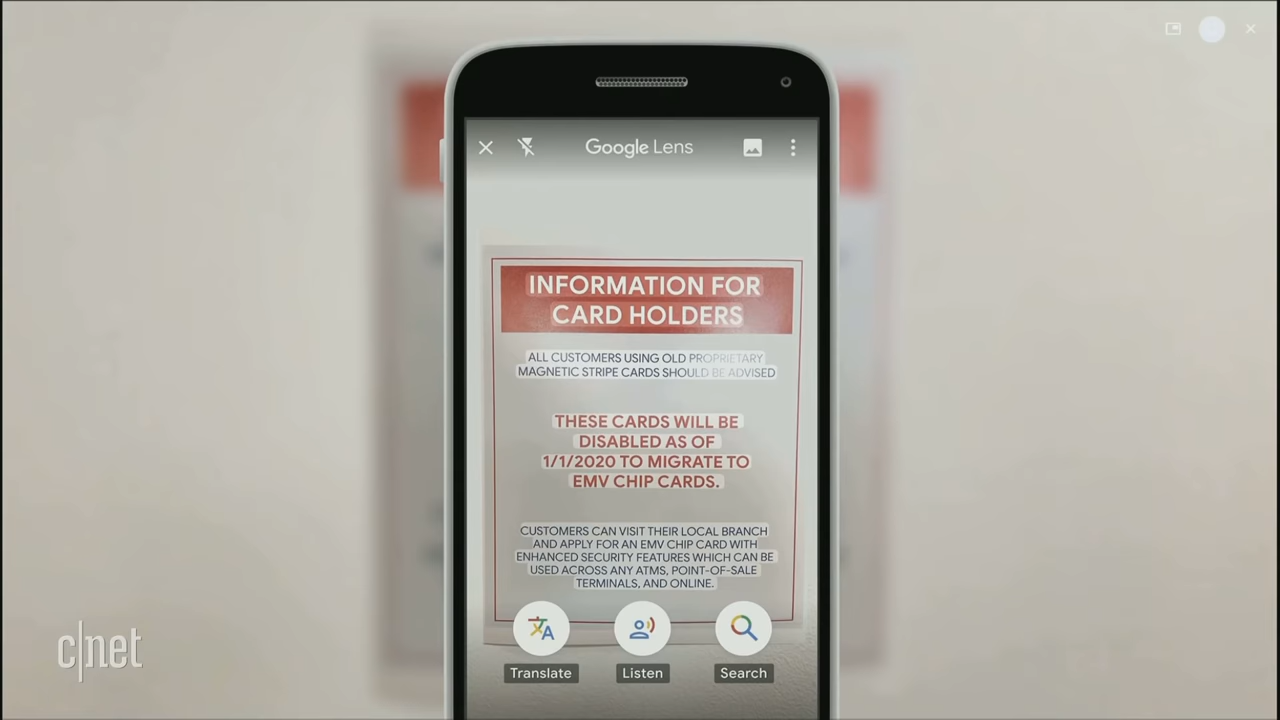 Google Lens
INFORMATION FOR
CARD HOLDERS
ALL CUSTOMERS USING OLD PROPRIETARY
MAGNETIC STRIPE CARDS SHOULD BE ADVISED
THESE CARDS WILL BE
DISABLED AS OF
1/1/2020 TO MIGRATE TO
EMV CHIP CARDS.
CUSTOMERS CAN VISIT THEIR LOCAL BRANCH
AND APPLY FOR AN EMV CHIP CARD WITH
ENHANCED SECURITY FEATURES WHICH CAN BE
USED ACROSS ANY ATMS, POINT-OF-SALE
TERMINALS, AND ONLINE.
Translate Listen Search
c|net